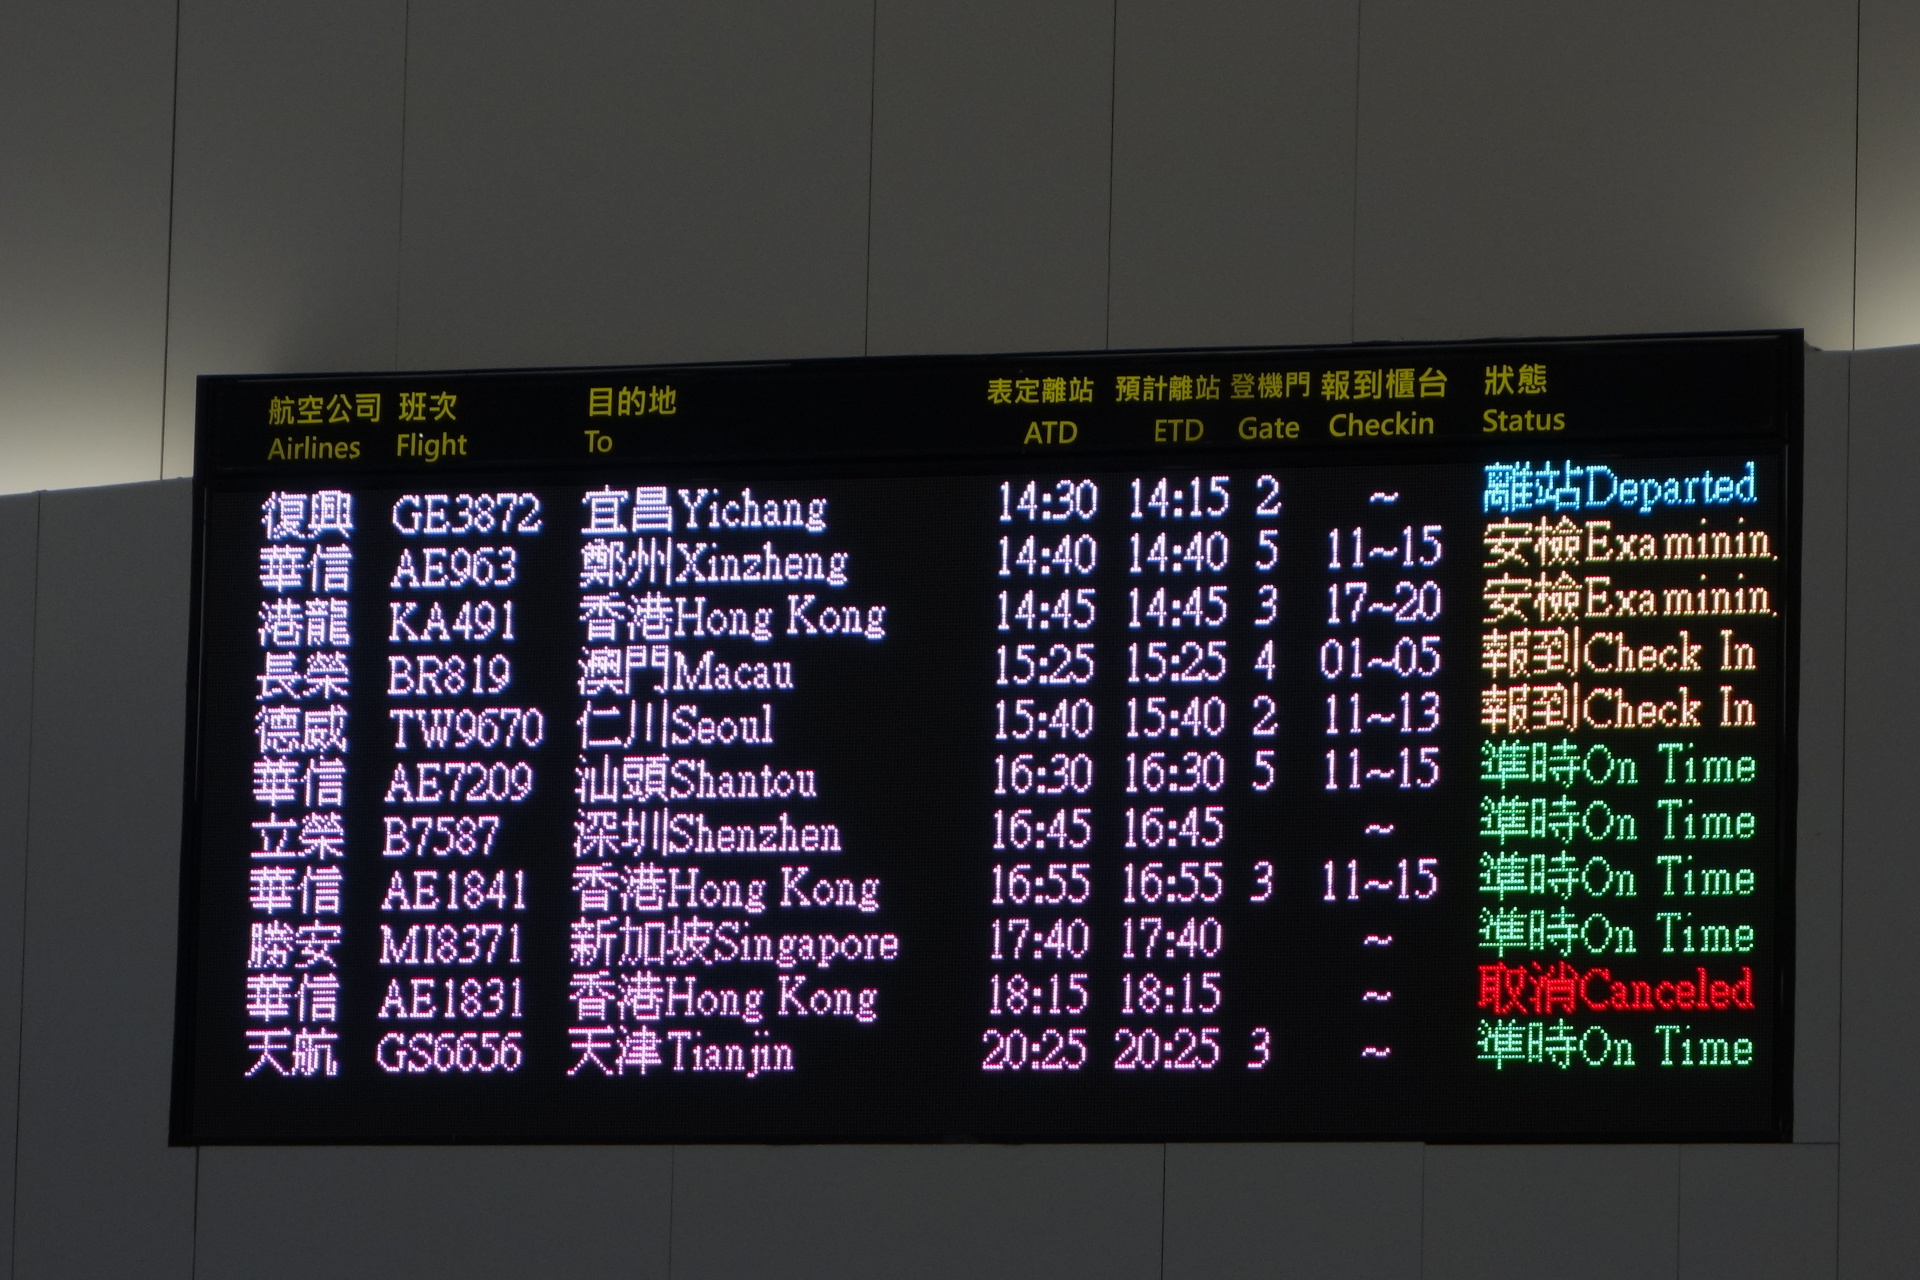 航空公司 班次 目的地 表定離站 預計離站 登機門 報到櫃台 狀態
Airlines Flight To ATD ETD Gate Checkin Status
復興 GE3872 宜昌Yichang 14:30 14:15 2 ~ 離站Departed
華信 AE963 鄭州Xinzheng 14:40 14:40 5 11~15 安檢Examinin.
港龍 KA491 香港Hong Kong 14:45 14:45 3 17~20 安檢Examinin.
長榮 BR819 澳門Macau 15:25 15:25 4 01~05 報到Check In
德威 TW9670 仁川Seoul 15:40 15:40 2 11~13 報到Check In
華信 AE7209 汕頭Shantou 16:30 16:30 5 11~15 準時On Time
立榮 B7587 深圳Shenzhen 16:45 16:45 ~ 準時On Time
華信 AE1841 香港Hong Kong 16:55 16:55 3 11~15 準時On Time
勝安 MI8371 新加坡Singapore 17:40 17:40 ~ 準時On Time
華信 AE1831 香港Hong Kong 18:15 18:15 ~ 取消Canceled
天航 GS6656 天津Tianjin 20:25 20:25 3 ~ 準時On Time